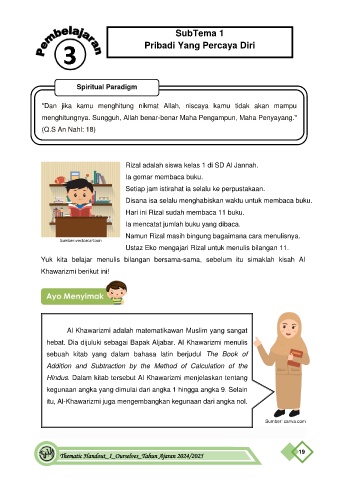 Pembelajaran
3
SubTema 1
Pribadi Yang Percaya Diri
Spiritual Paradigm
"Dan jika kamu menghitung nikmat Allah, niscaya kamu tidak akan mampu
menghitungnya. Sungguh, Allah benar-benar Maha Pengampun, Maha Penyayang."
(Q.S An Nahl: 18)
Rizal adalah siswa kelas 1 di SD Al Jannah.
Ia gemar membaca buku.
Setiap jam istirahat ia selalu ke perpustakaan.
Disana isa selalu menghabiskan waktu untuk membaca buku.
Hari ini Rizal sudah membaca 11 buku.
Ia mencatat jumlah buku yang dibaca.
Namun Rizal masih bingung bagaimana cara menulisnya.
Ustaz Eko mengajari Rizal untuk menulis bilangan 11.
Yuk kita belajar menulis bilangan bersama-sama, sebelum itu simaklah kisah Al
Khawarizmi berikut ini!
Ayo Menyimak
Al Khawarizmi adalah matematikawan Muslim yang sangat
hebat. Dia dijuluki sebagai Bapak Aljabar. Al Khawarizmi menulis
sebuah kitab yang dalam bahasa latin berjudul The Book of
Addition and Subtraction by the Method of Calculation of the
Hindus. Dalam kitab tersebut Al Khawarizmi menjelaskan tentang
kegunaan angka yang dimulai dari angka 1 hingga angka 9. Selain
itu, Al-Khawarizmi juga mengembangkan kegunaan dari angka nol.
Sumber: canva.com
Thematic Handout_1_Ourselves_Tahun Ajaran 2024/2025
19